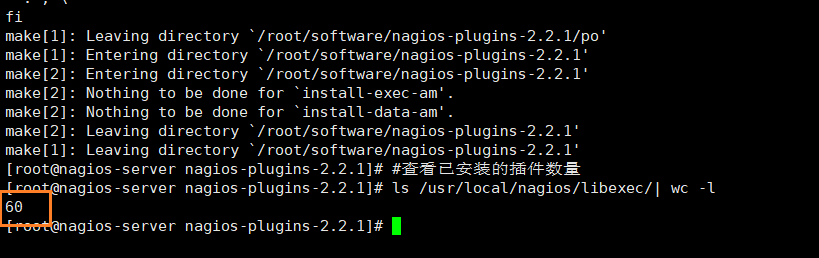 fi
make[1]: Leaving directory `/root/software/nagios-plugins-2.2.1/po'
make[1]: Entering directory `/root/software/nagios-plugins-2.2.1'
make[2]: Entering directory `/root/software/nagios-plugins-2.2.1'
make[2]: Nothing to be done for `install-exec-am'.
make[2]: Nothing to be done for `install-data-am'.
make[2]: Leaving directory `/root/software/nagios-plugins-2.2.1'
make[1]: Leaving directory `/root/software/nagios-plugins-2.2.1'
[root@nagios-server nagios-plugins-2.2.1]# #查看已安装的插件数量
[root@nagios-server nagios-plugins-2.2.1]# ls /usr/local/nagios/libexec/| wc -l
60
[root@nagios-server nagios-plugins-2.2.1]#